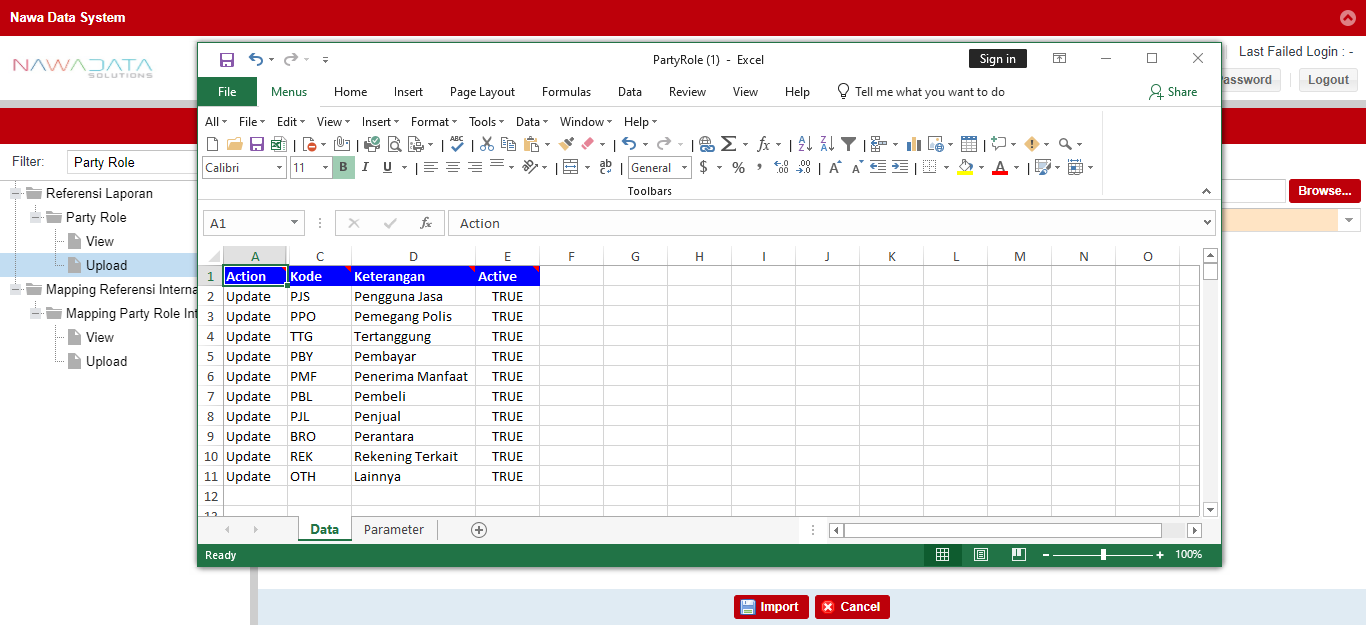 Nawa Data System
NAWADATA
SOLUTIONS
Last Failed Login : -
assword
Logout
Filter:
Party Role
Referensi Laporan
Party Role
View
Upload
Mapping Referensi Interna
Mapping Party Role Int
View
Upload
Browse...
PartyRole (1) - Excel
Sign in
File Menus Home Insert Page Layout Formulas Data Review View Help Tell me what you want to do Share
All File Edit View Insert Format Tools Data Window Help
Calibri 11 B I U General $ %
Toolbars
A1 fx Action
A C D E F G H I J K L M N O
1 Action Kode Keterangan Active
2 Update PJS Pengguna Jasa TRUE
3 Update PPO Pemegang Polis TRUE
4 Update TTG Tertanggung TRUE
5 Update PBY Pembayar TRUE
6 Update PMF Penerima Manfaat TRUE
7 Update PBL Pembeli TRUE
8 Update PJL Penjual TRUE
9 Update BRO Perantara TRUE
10 Update REK Rekening Terkait TRUE
11 Update OTH Lainnya TRUE
12
Data Parameter
Ready
100%
Import Cancel